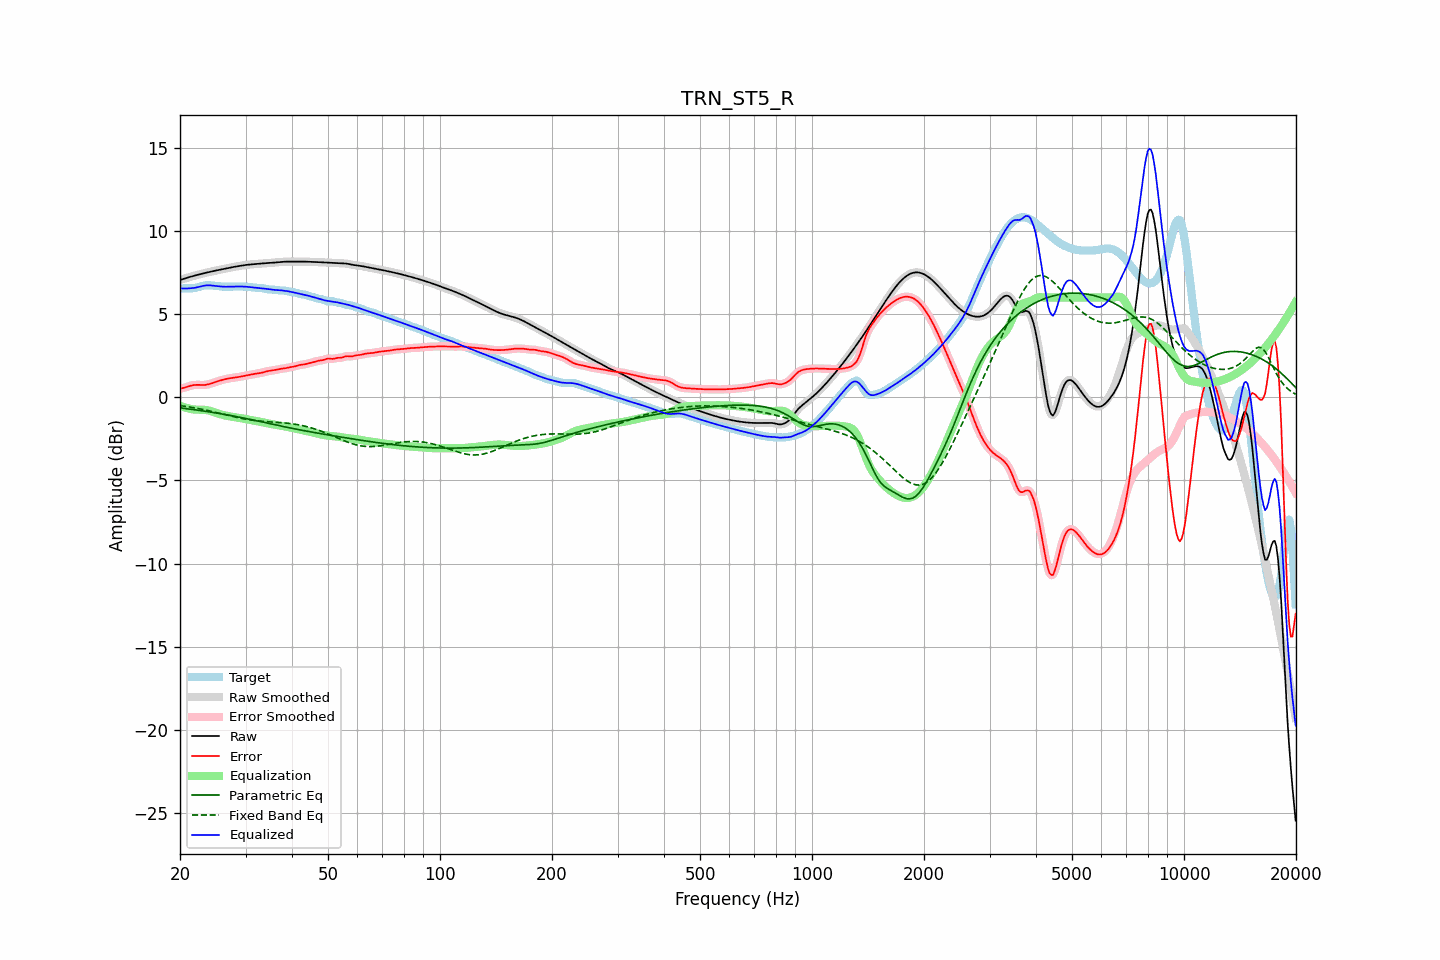 TRN_ST5_R
Amplitude (dBr)
15
10
5
0
−5
−10
−15
−20
−25
Target
Raw Smoothed
Error Smoothed
Raw
Error
Equalization
Parametric Eq
Fixed Band Eq
Equalized
20 50 100 200 500 1000 2000 5000 10000 20000
Frequency (Hz)